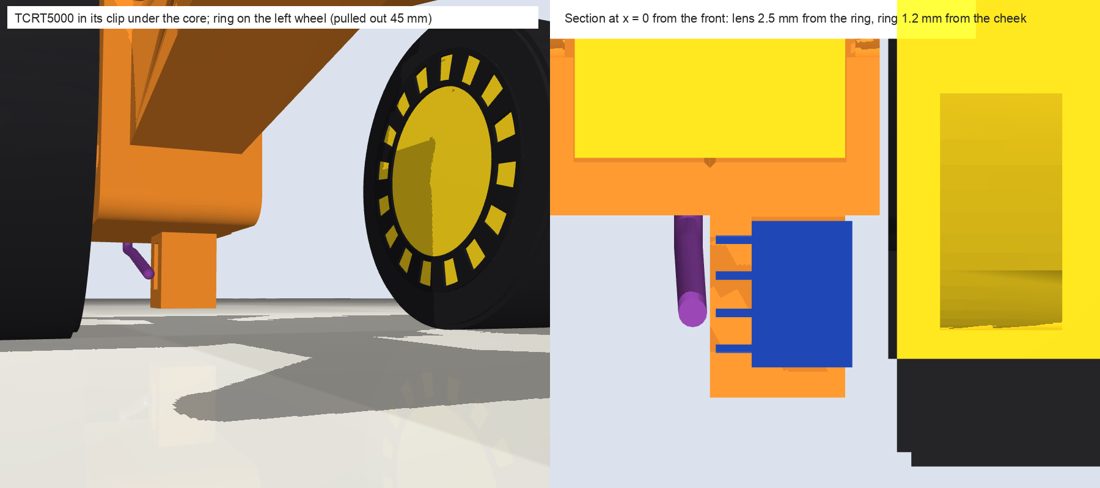 TCRT5000 in its clip under the core; ring on the left wheel (pulled out 45 mm)
Section at x = 0 from the front: lens 2.5 mm from the ring, ring 1.2 mm from the cheek